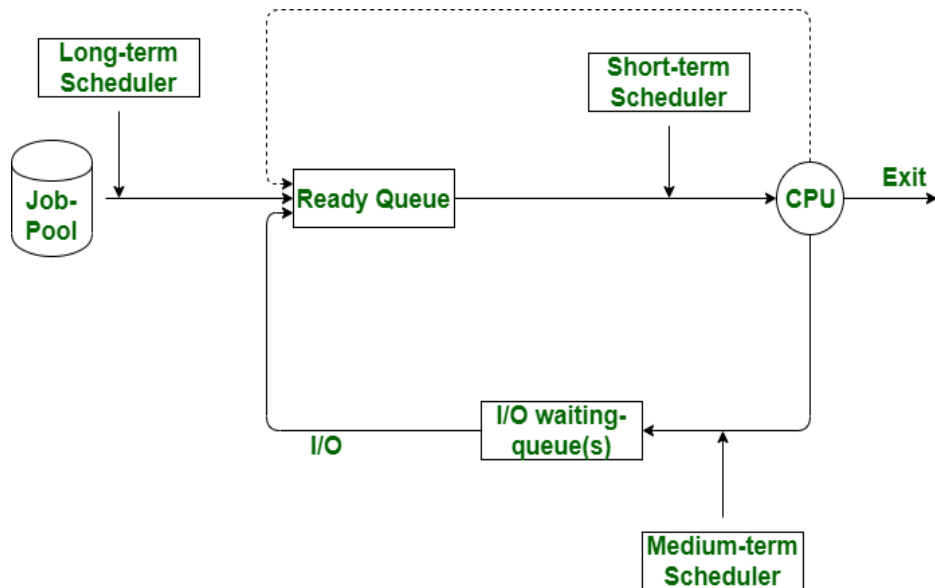 Long-term
Scheduler
Short-term
Scheduler
Job-
Pool
Ready Queue
CPU
Exit
I/O
I/O waiting-
queue(s)
Medium-term
Scheduler